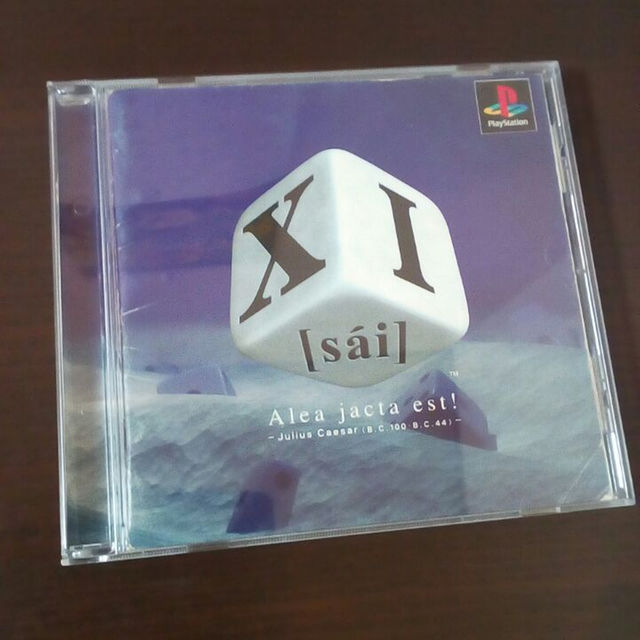 PlayStation
XI
[sái]
TM
Alea jacta est!
-Julius Caesar (B.C.100 B.C.44)-